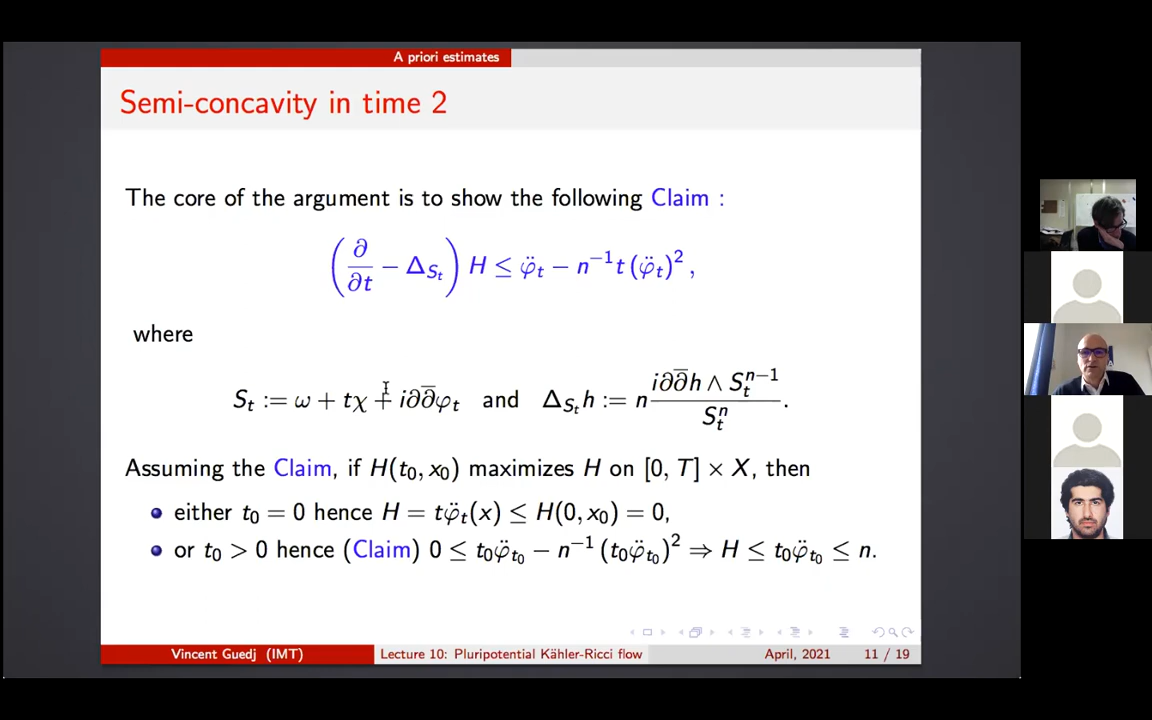 A priori estimates
Semi-concavity in time 2
The core of the argument is to show the following Claim :
(∂/∂t − Δ_{S_t}) H ≤ φ̈_t − n^{−1} t (φ̈_t)^2 ,
where
S_t := ω + tχ + i∂∂̄φ_t and Δ_{S_t} h := n (i∂∂̄h ∧ S_t^{n−1}) / S_t^n .
Assuming the Claim, if H(t_0, x_0) maximizes H on [0, T] × X, then
either t_0 = 0 hence H = tφ̈_t(x) ≤ H(0, x_0) = 0,
or t_0 > 0 hence (Claim) 0 ≤ t_0φ̈_{t_0} − n^{−1} (t_0φ̈_{t_0})^2 ⇒ H ≤ t_0φ̈_{t_0} ≤ n.
Vincent Guedj (IMT) Lecture 10: Pluripotential Kähler-Ricci flow April, 2021 11 / 19